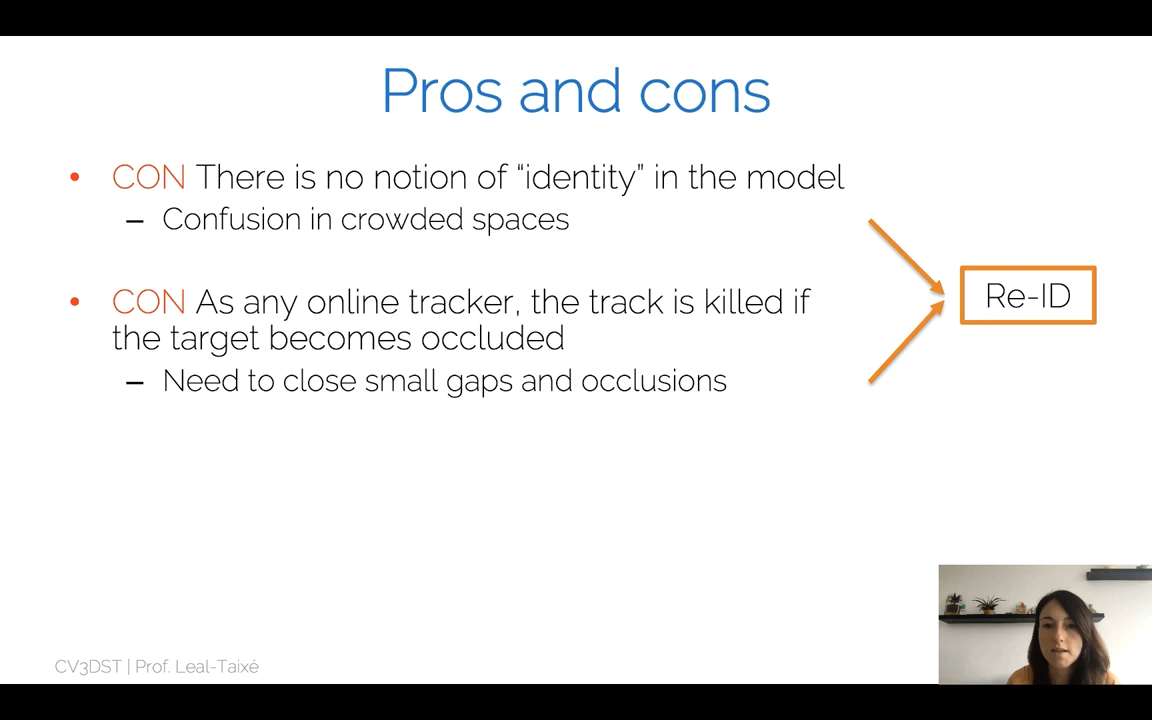 Pros and cons
• CON There is no notion of “identity” in the model
– Confusion in crowded spaces
• CON As any online tracker, the track is killed if
the target becomes occluded
– Need to close small gaps and occlusions
Re-ID
CV3DST | Prof. Leal-Taixé